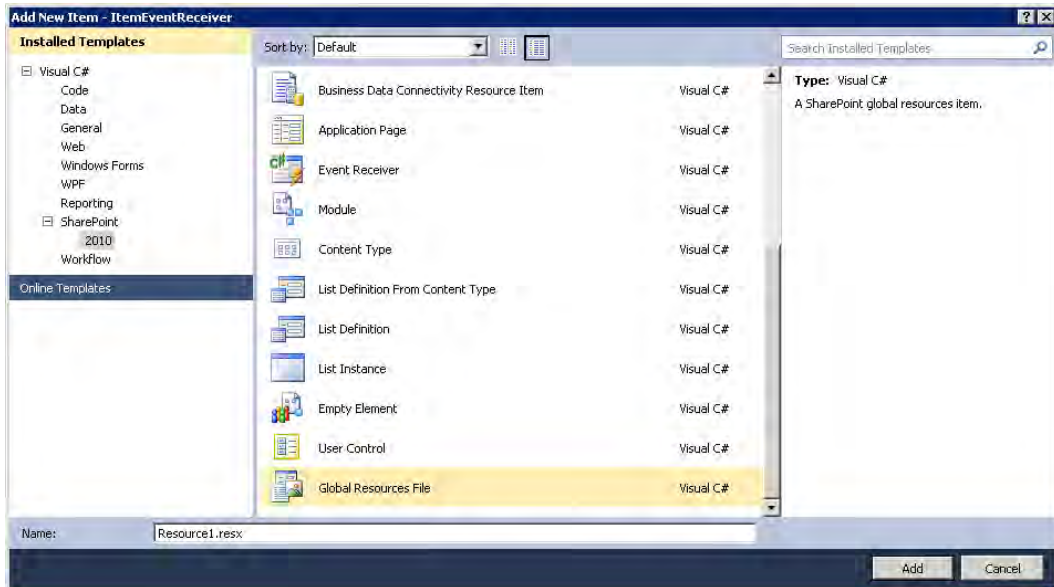 Add New Item - ItemEventReceiver
Installed Templates
Sort by: Default
Search Installed Templates
Visual C#
Code
Data
General
Web
Windows Forms
WPF
Reporting
SharePoint
2010
Workflow
Online Templates
Business Data Connectivity Resource Item Visual C#
Application Page Visual C#
C# Event Receiver Visual C#
Module Visual C#
Content Type Visual C#
List Definition From Content Type Visual C#
List Definition Visual C#
List Instance Visual C#
Empty Element Visual C#
User Control Visual C#
Global Resources File Visual C#
Type: Visual C#
A SharePoint global resources item.
Name: Resource1.resx
Add Cancel